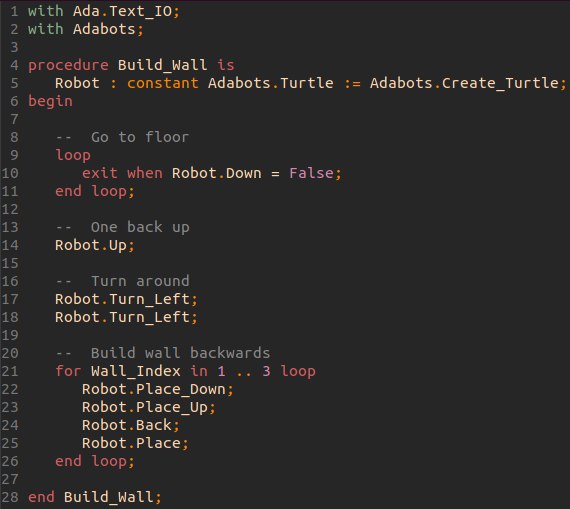 1 with Ada.Text_IO;
2 with Adabots;
3
4 procedure Build_Wall is
5    Robot : constant Adabots.Turtle := Adabots.Create_Turtle;
6 begin
7
8    --  Go to floor
9    loop
10       exit when Robot.Down = False;
11    end loop;
12
13    --  One back up
14    Robot.Up;
15
16    --  Turn around
17    Robot.Turn_Left;
18    Robot.Turn_Left;
19
20    --  Build wall backwards
21    for Wall_Index in 1 .. 3 loop
22       Robot.Place_Down;
23       Robot.Place_Up;
24       Robot.Back;
25       Robot.Place;
26    end loop;
27
28 end Build_Wall;